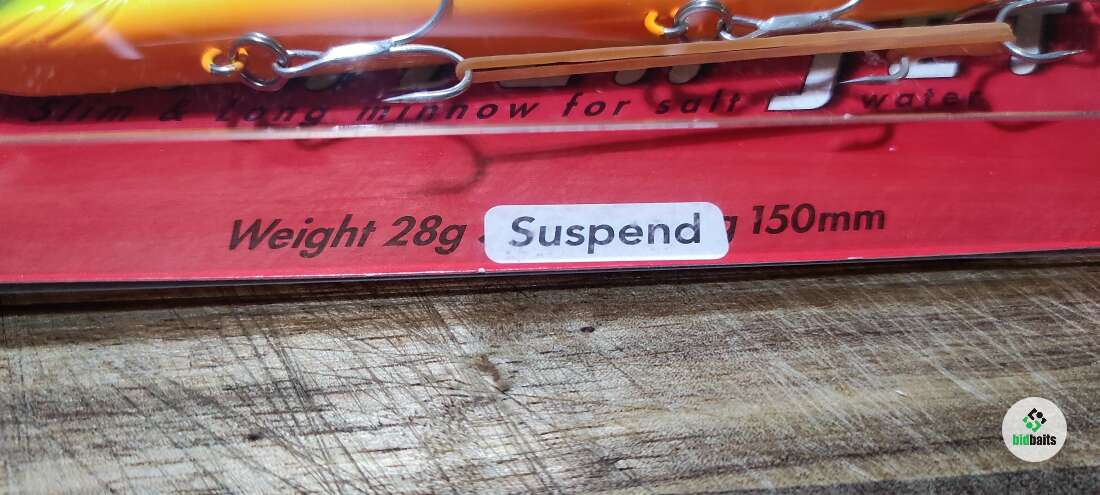 Slim & Long minnow for salt water
Weight 28g Suspend 150mm
bidbaits